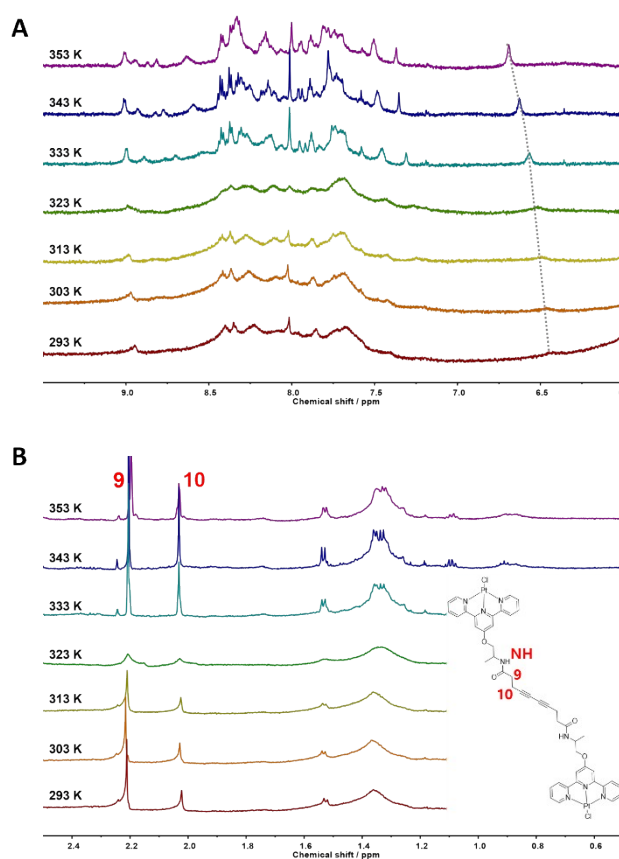 A
353 K
343 K
333 K
323 K
313 K
303 K
293 K
9.0 8.5 8.0 7.5 7.0 6.5
Chemical shift / ppm
B
9 10
353 K
343 K
333 K
323 K
313 K
303 K
293 K
Cl
Pt
N N N
O
NH
NH
O
9
10
O
HN
O
N N N
Pt
Cl
2.4 2.2 2.0 1.8 1.6 1.4 1.2 1.0 0.8 0.6
Chemical shift / ppm